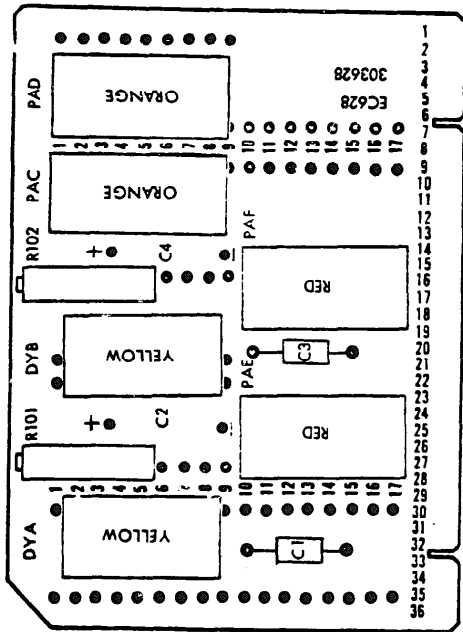 PAD
ORANGE
303628
EC628
1 2 3 4 5 6 7 8 9 10 11 12 13 14 15 16 17
PAC
ORANGE
R102
+
C4
−
PAF
RED
DYB
YELLOW
C3
PAE
R101
+
C2
−
RED
1 2 3 4 5 6 7 8 9 10 11 12 13 14 15 16 17
DYA
YELLOW
C1
1
2
3
4
5
6
7
8
9
10
11
12
13
14
15
16
17
18
19
20
21
22
23
24
25
26
27
28
29
30
31
32
33
34
35
36